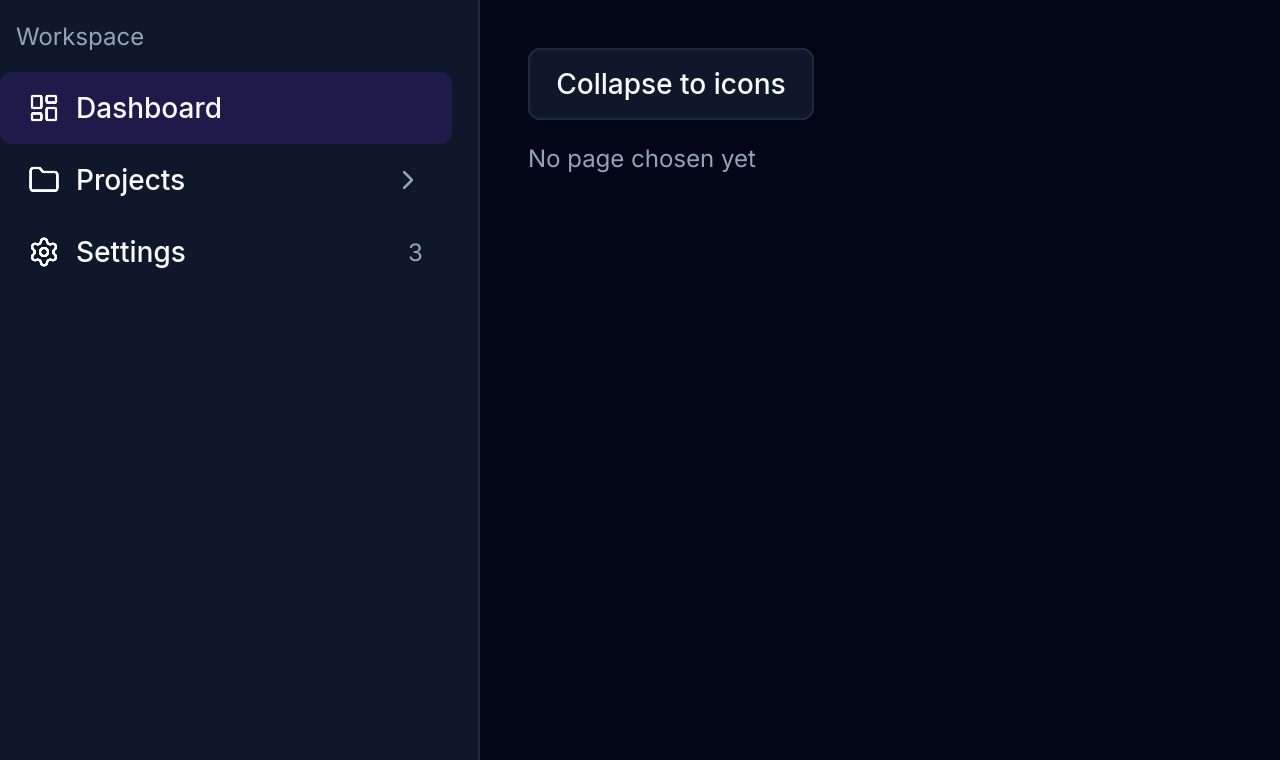 Workspace
Dashboard
Projects
Settings 3
Collapse to icons
No page chosen yet